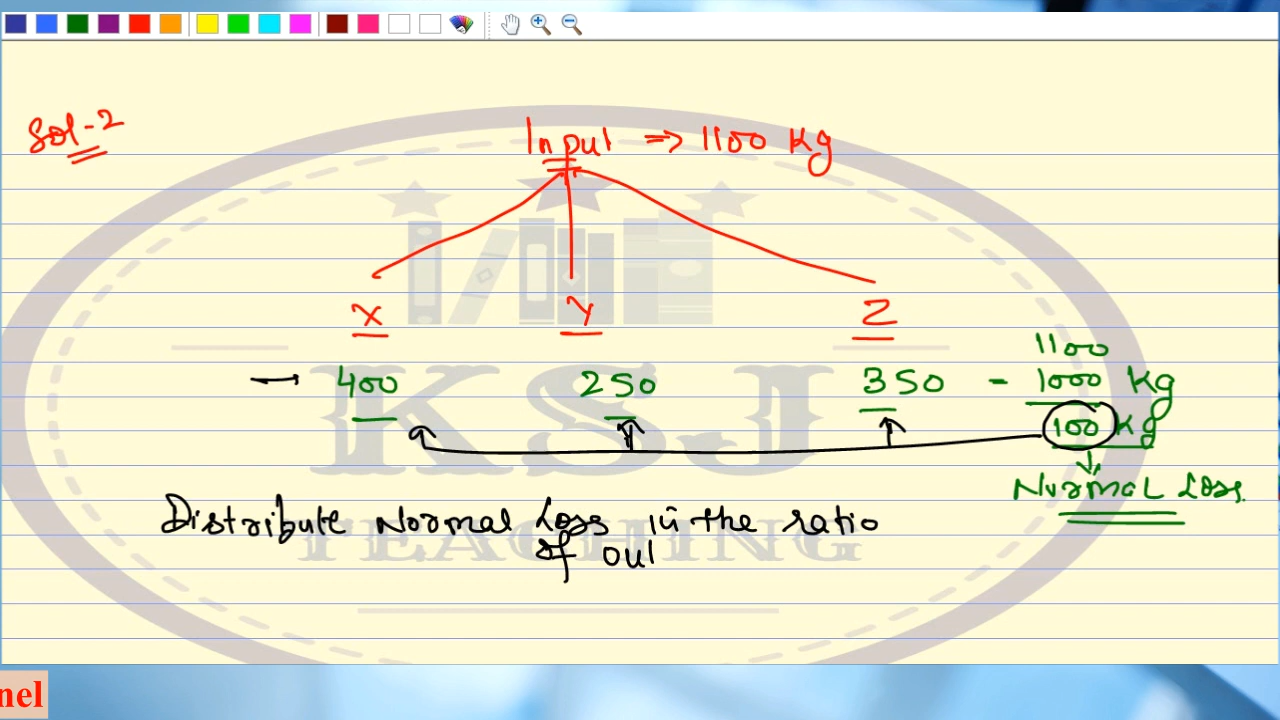 Sol-2
Input ⇒ 1100 Kg
X Y Z
1100
400 250 350 - 1000 Kg
100 Kg
Normal Loss
Distribute Normal Loss in the ratio
of out
KSJ
TEACHING
nel